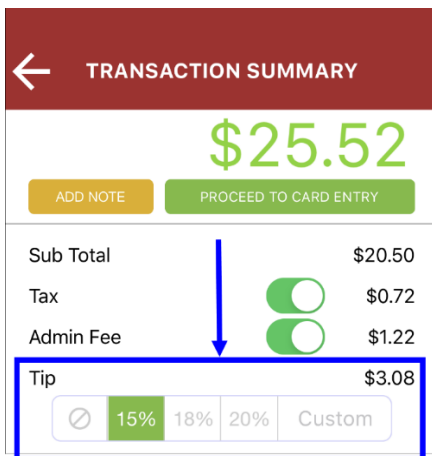 TRANSACTION SUMMARY
$25.52
ADD NOTE PROCEED TO CARD ENTRY
Sub Total $20.50
Tax $0.72
Admin Fee $1.22
Tip $3.08
15% 18% 20% Custom